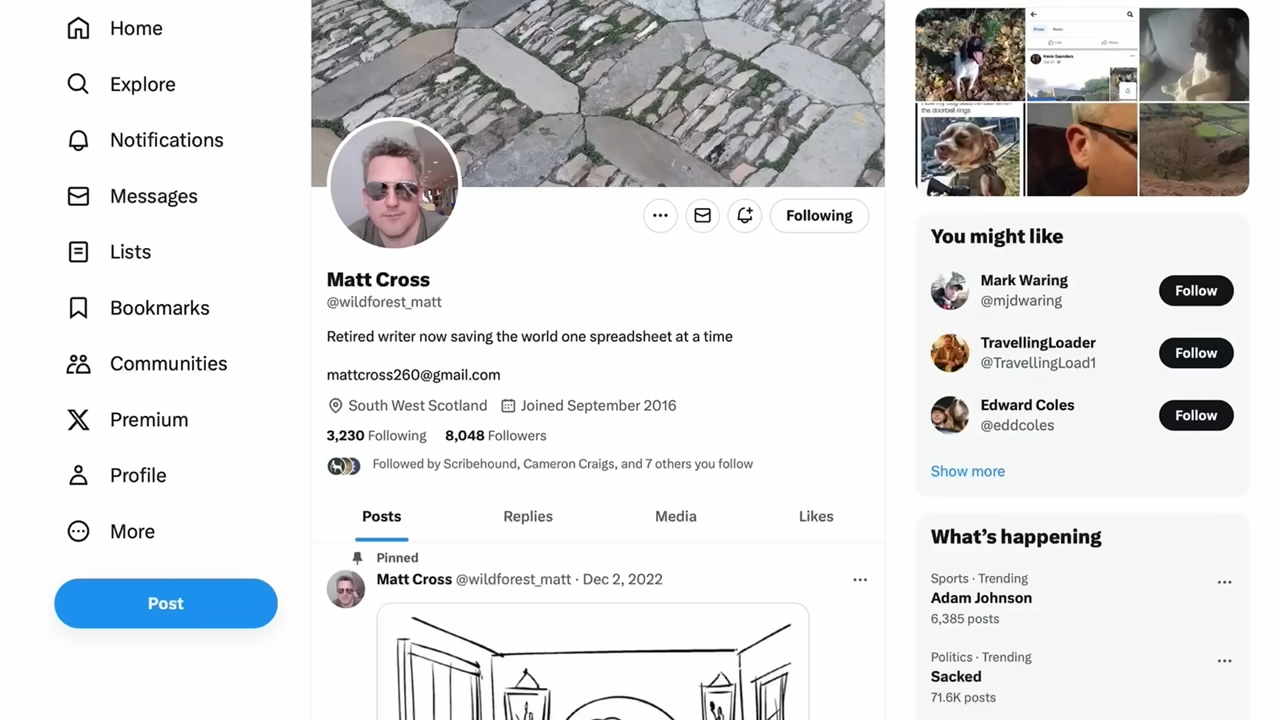 Home
Explore
Notifications
Messages
Lists
Bookmarks
Communities
Premium
Profile
More
Post
Following
Matt Cross
@wildforest_matt
Retired writer now saving the world one spreadsheet at a time
mattcross260@gmail.com
South West Scotland Joined September 2016
3,230 Following 8,048 Followers
Followed by Scribehound, Cameron Craigs, and 7 others you follow
Posts Replies Media Likes
Pinned
Matt Cross @wildforest_matt · Dec 2, 2022
the doorbell rings
You might like
Mark Waring
@mjdwaring
Follow
TravellingLoader
@TravellingLoad1
Follow
Edward Coles
@eddcoles
Follow
Show more
What's happening
Sports · Trending
Adam Johnson
6,385 posts
Politics · Trending
Sacked
71.6K posts